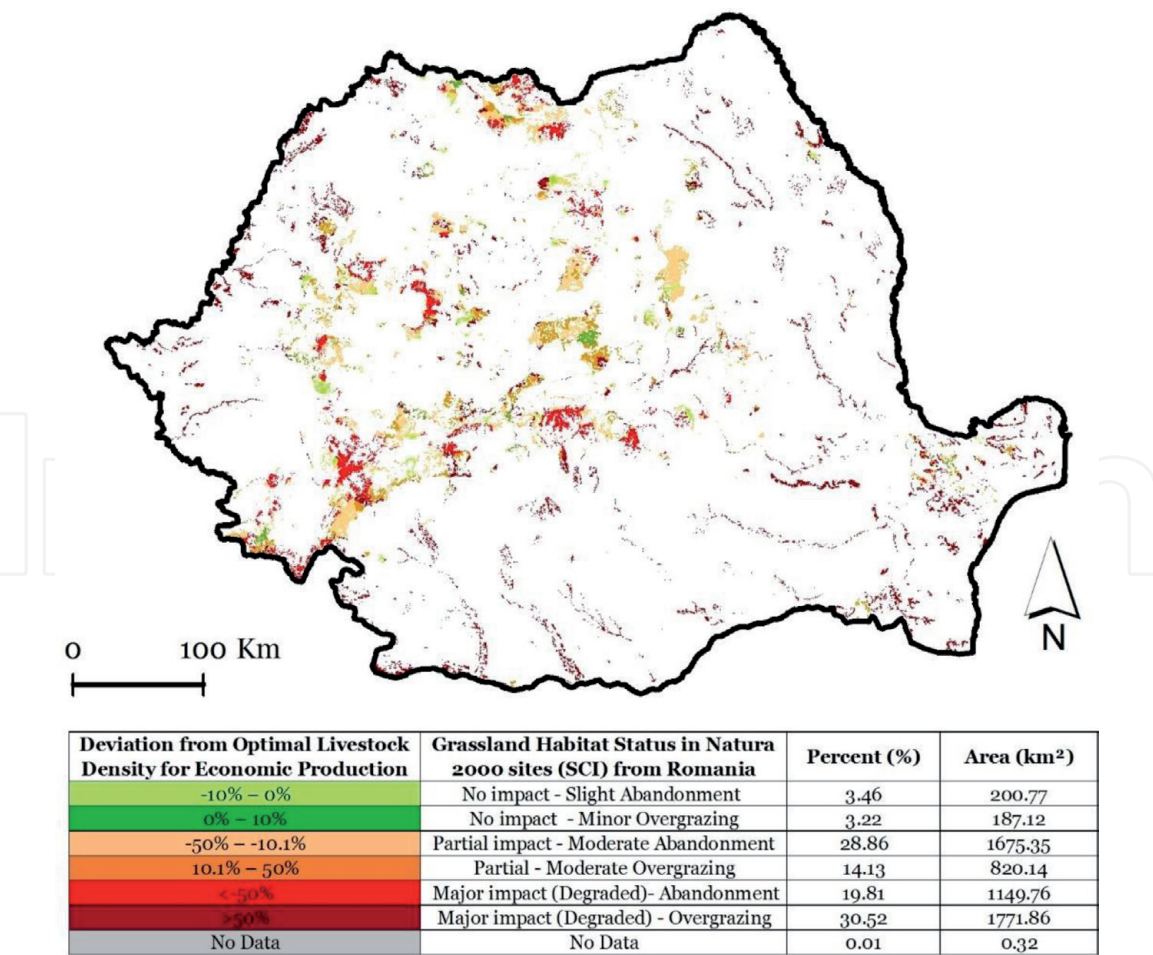 N
0 100 Km
Deviation from Optimal Livestock Density for Economic Production Grassland Habitat Status in Natura 2000 sites (SCI) from Romania Percent (%) Area (km²)
-10% – 0% No impact - Slight Abandonment 3.46 200.77
0% – 10% No impact - Minor Overgrazing 3.22 187.12
-50% – -10.1% Partial impact - Moderate Abandonment 28.86 1675.35
10.1% – 50% Partial - Moderate Overgrazing 14.13 820.14
<-50% Major impact (Degraded)- Abandonment 19.81 1149.76
>50% Major impact (Degraded) - Overgrazing 30.52 1771.86
No Data No Data 0.01 0.32